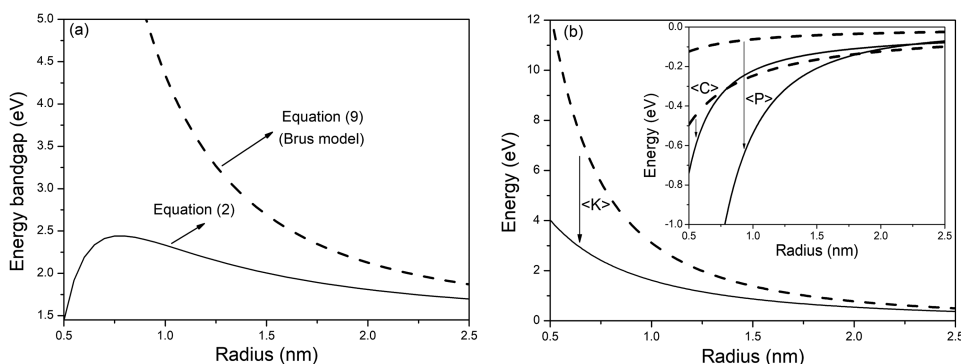 (a)
5.0
4.5
4.0
3.5
3.0
2.5
2.0
1.5
Energy bandgap (eV)
Equation (9)
(Brus model)
Equation (2)
0.5 1.0 1.5 2.0 2.5
Radius (nm)
(b)
12
10
8
6
4
2
0
Energy (eV)
<K>
0.5 1.0 1.5 2.0 2.5
Radius (nm)
0.0
-0.2
-0.4
-0.6
-0.8
-1.0
Energy (eV)
<C>
<P>
0.5 1.0 1.5 2.0 2.5
Radius (nm)